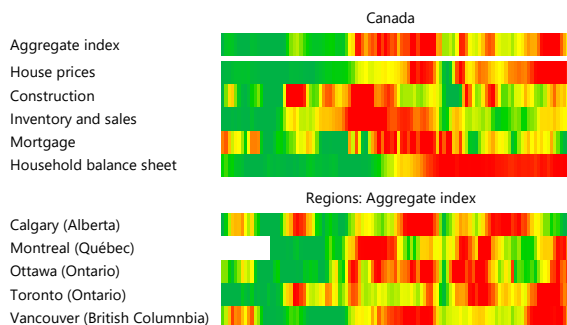 Canada
Aggregate index
House prices
Construction
Inventory and sales
Mortgage
Household balance sheet
Regions: Aggregate index
Calgary (Alberta)
Montreal (Québec)
Ottawa (Ontario)
Toronto (Ontario)
Vancouver (British Columnbia)